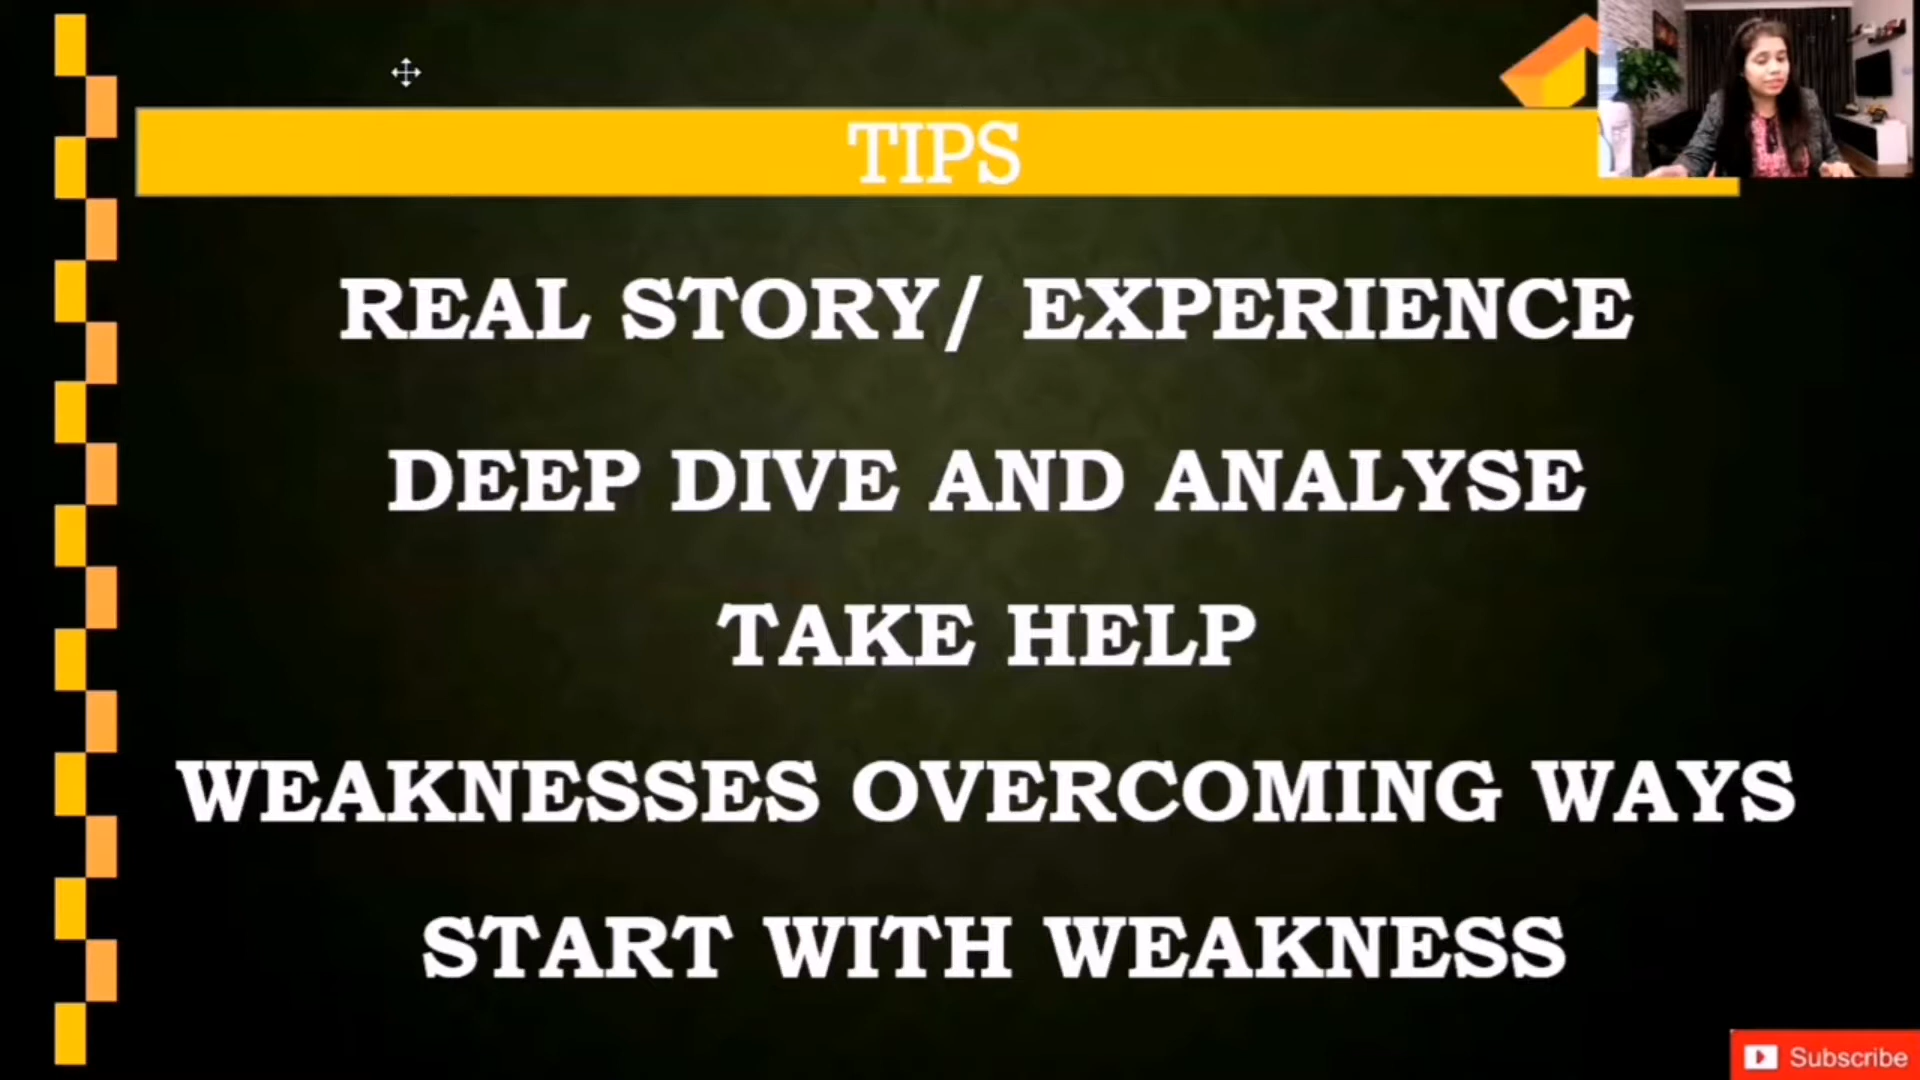 TIPS
REAL STORY/ EXPERIENCE
DEEP DIVE AND ANALYSE
TAKE HELP
WEAKNESSES OVERCOMING WAYS
START WITH WEAKNESS
Subscribe